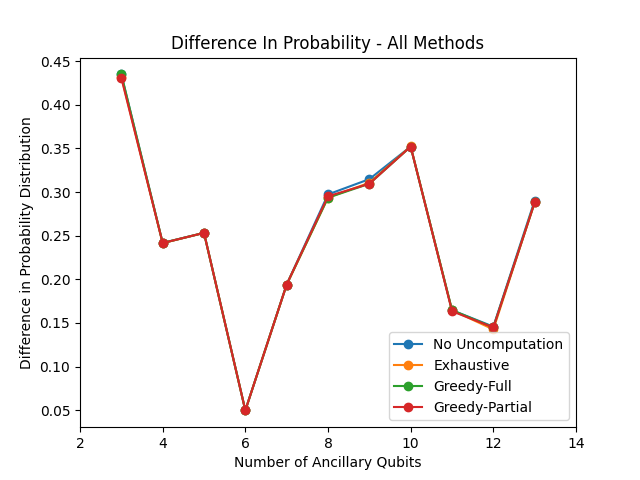 Difference In Probability - All Methods
Difference in Probability Distribution
0.45
0.40
0.35
0.30
0.25
0.20
0.15
0.10
0.05
No Uncomputation
Exhaustive
Greedy-Full
Greedy-Partial
2 4 6 8 10 12 14
Number of Ancillary Qubits